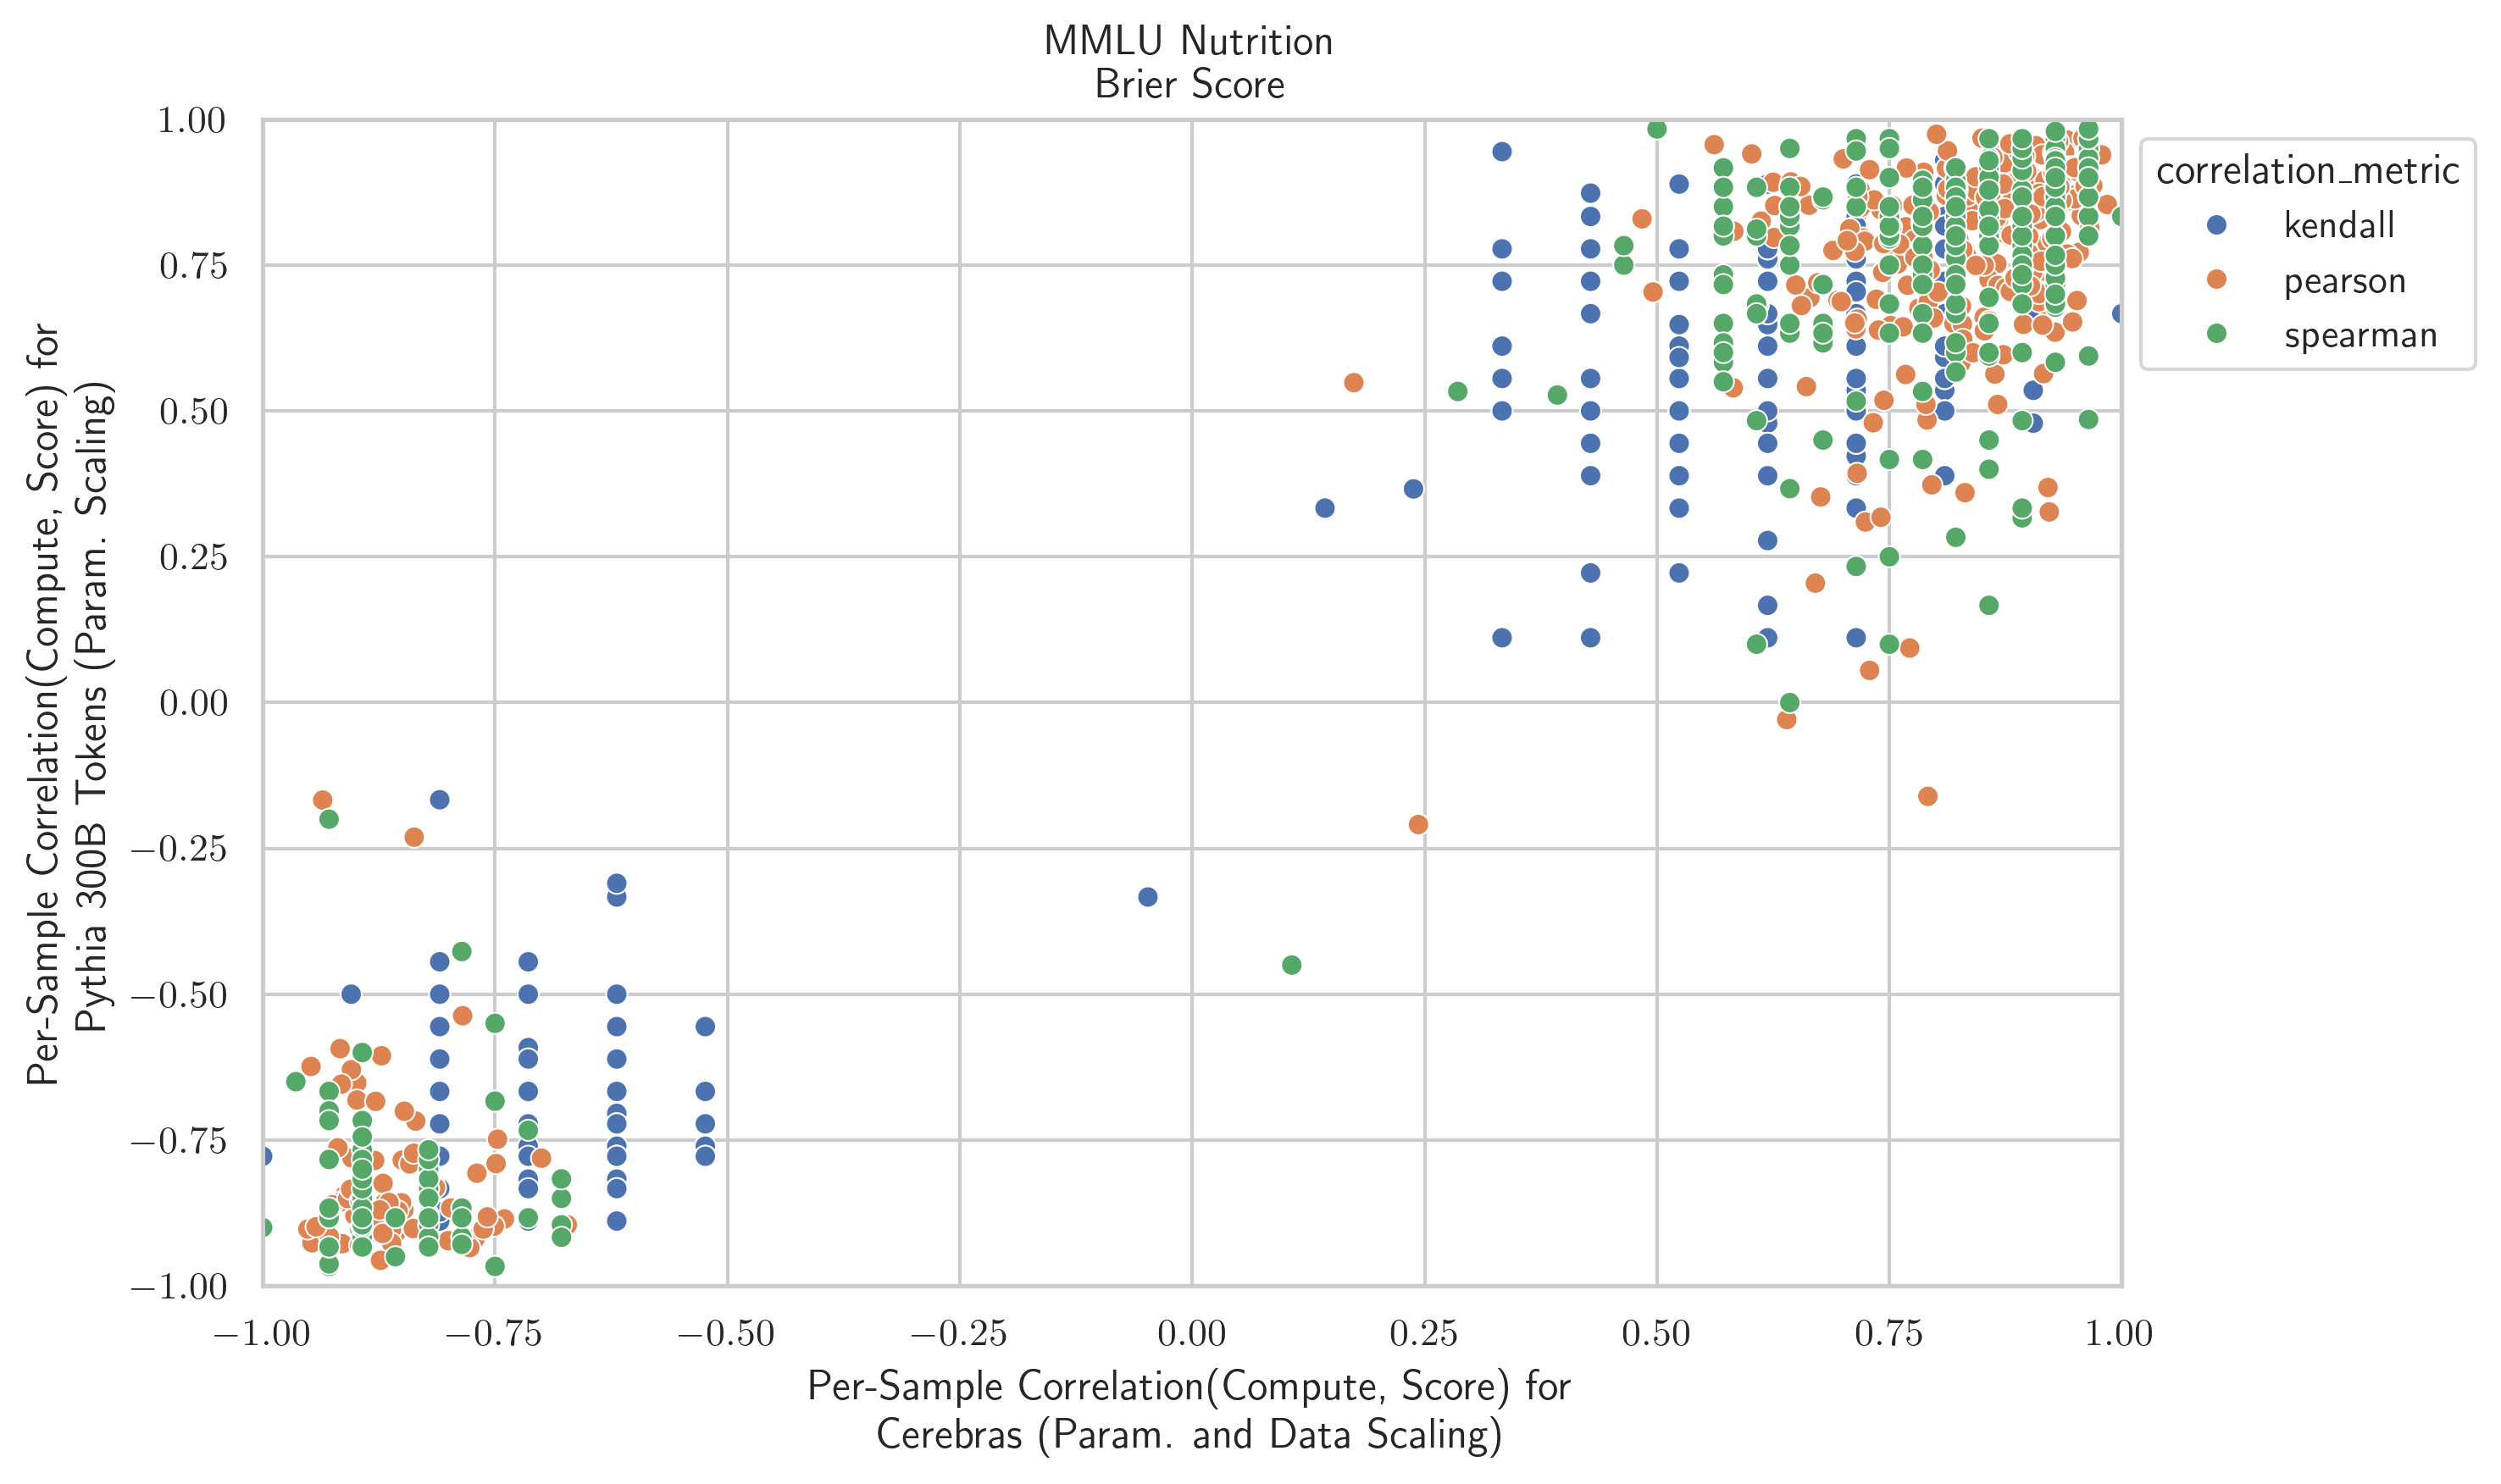 MMLU Nutrition
Brier Score
Per-Sample Correlation(Compute, Score) for
Pythia 300B Tokens (Param. Scaling)
1.00
0.75
0.50
0.25
0.00
−0.25
−0.50
−0.75
−1.00
−1.00 −0.75 −0.50 −0.25 0.00 0.25 0.50 0.75 1.00
Per-Sample Correlation(Compute, Score) for
Cerebras (Param. and Data Scaling)
correlation_metric
kendall
pearson
spearman